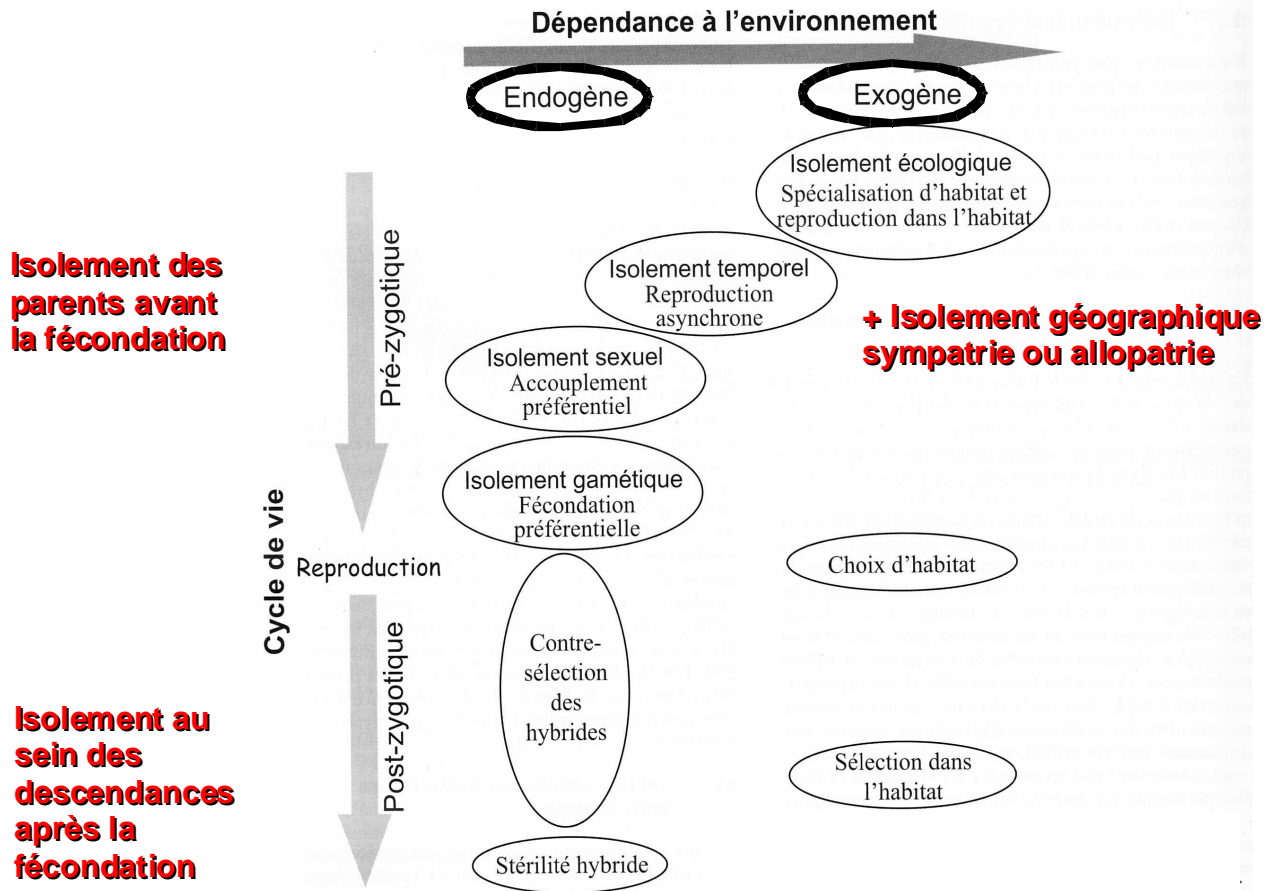 Dépendance à l'environnement
Endogène
Exogène
Isolement écologique
Spécialisation d'habitat et
reproduction dans l'habitat
Isolement temporel
Reproduction
asynchrone
Isolement des
parents avant
la fécondation
Pré-zygotique
+ Isolement géographique
sympatrie ou allopatrie
Isolement sexuel
Accouplement
préférentiel
Isolement gamétique
Fécondation
préférentielle
Cycle de vie
Reproduction
Choix d'habitat
Contre-
sélection
des
hybrides
Post-zygotique
Isolement au
sein des
descendances
après la
fécondation
Sélection dans
l'habitat
Stérilité hybride